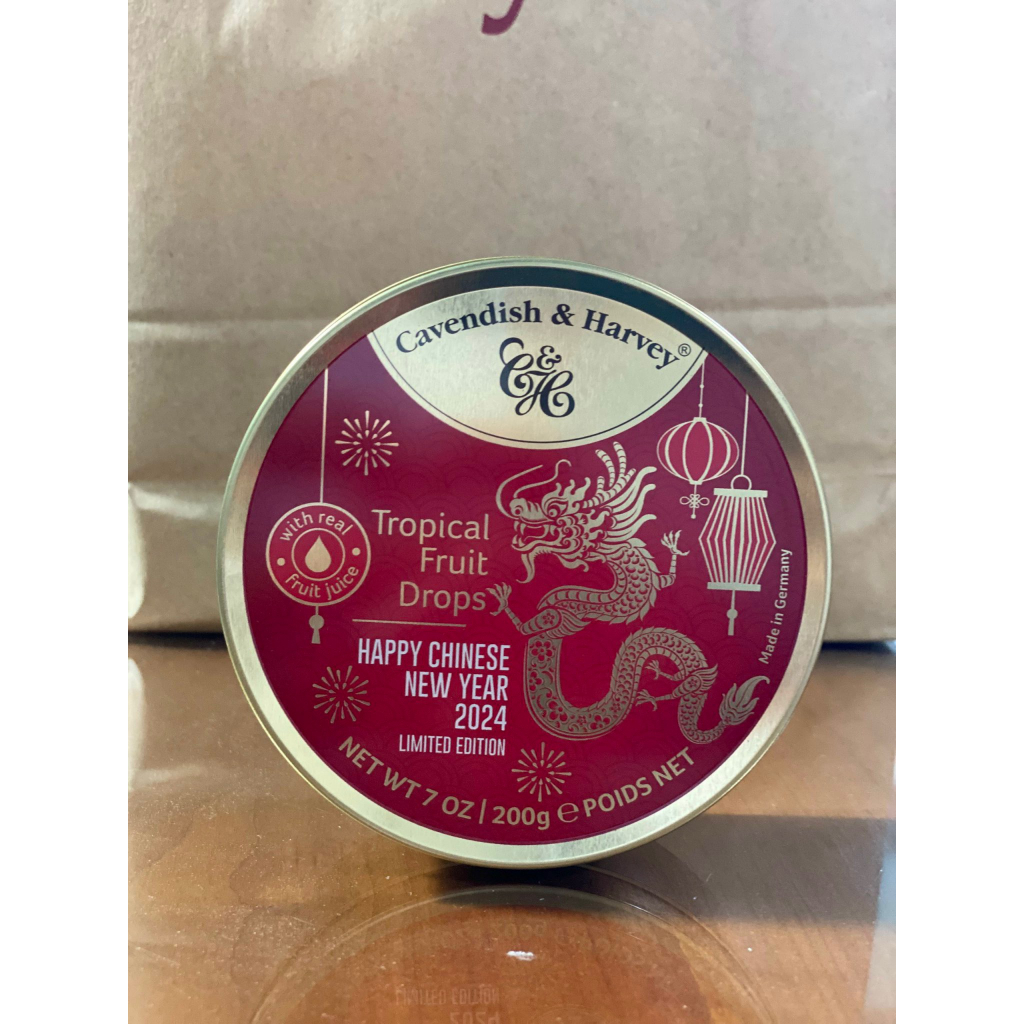 Cavendish & Harvey®
C&H
with real
fruit juice
Tropical
Fruit
Drops
HAPPY CHINESE
NEW YEAR
2024
LIMITED EDITION
Made in Germany
NET WT 7 OZ | 200g ℮ POIDS NET